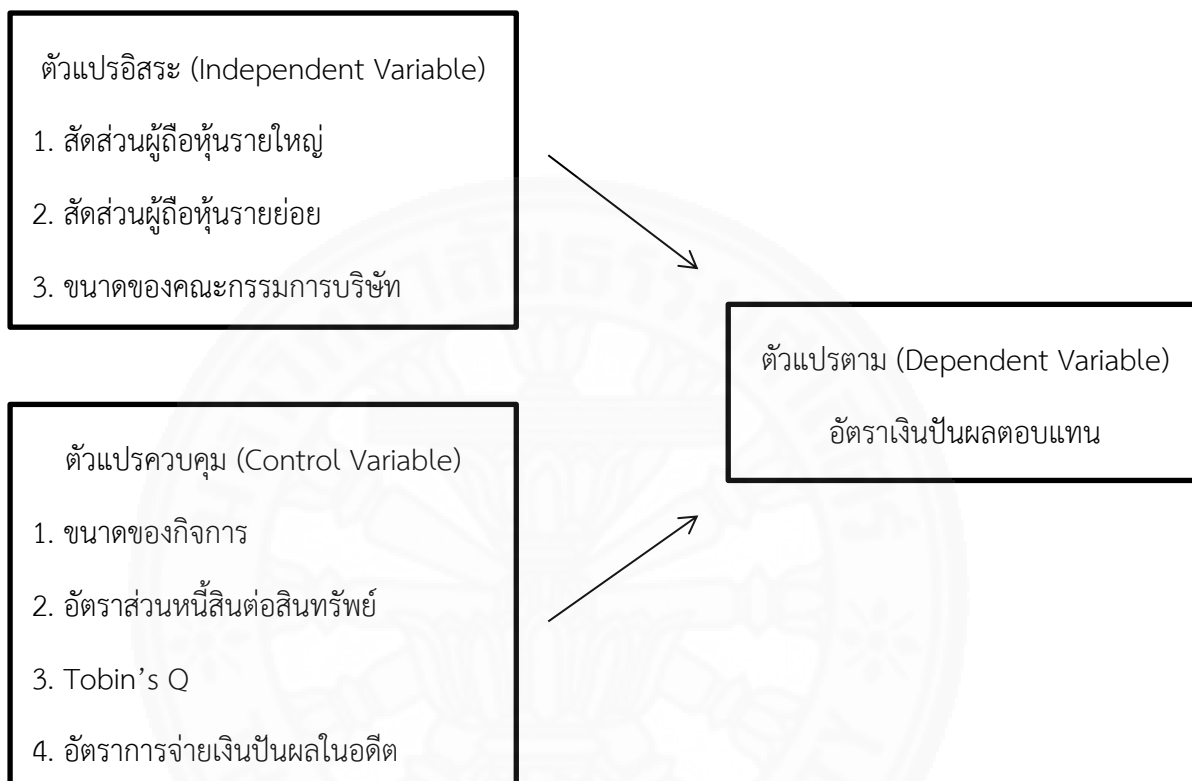 ตัวแปรอิสระ (Independent Variable)
1. สัดส่วนผู้ถือหุ้นรายใหญ่
2. สัดส่วนผู้ถือหุ้นรายย่อย
3. ขนาดของคณะกรรมการบริษัท
ตัวแปรตาม (Dependent Variable)
อัตราเงินปันผลตอบแทน
ตัวแปรควบคุม (Control Variable)
1. ขนาดของกิจการ
2. อัตราส่วนหนี้สินต่อสินทรัพย์
3. Tobin’s Q
4. อัตราการจ่ายเงินปันผลในอดีต